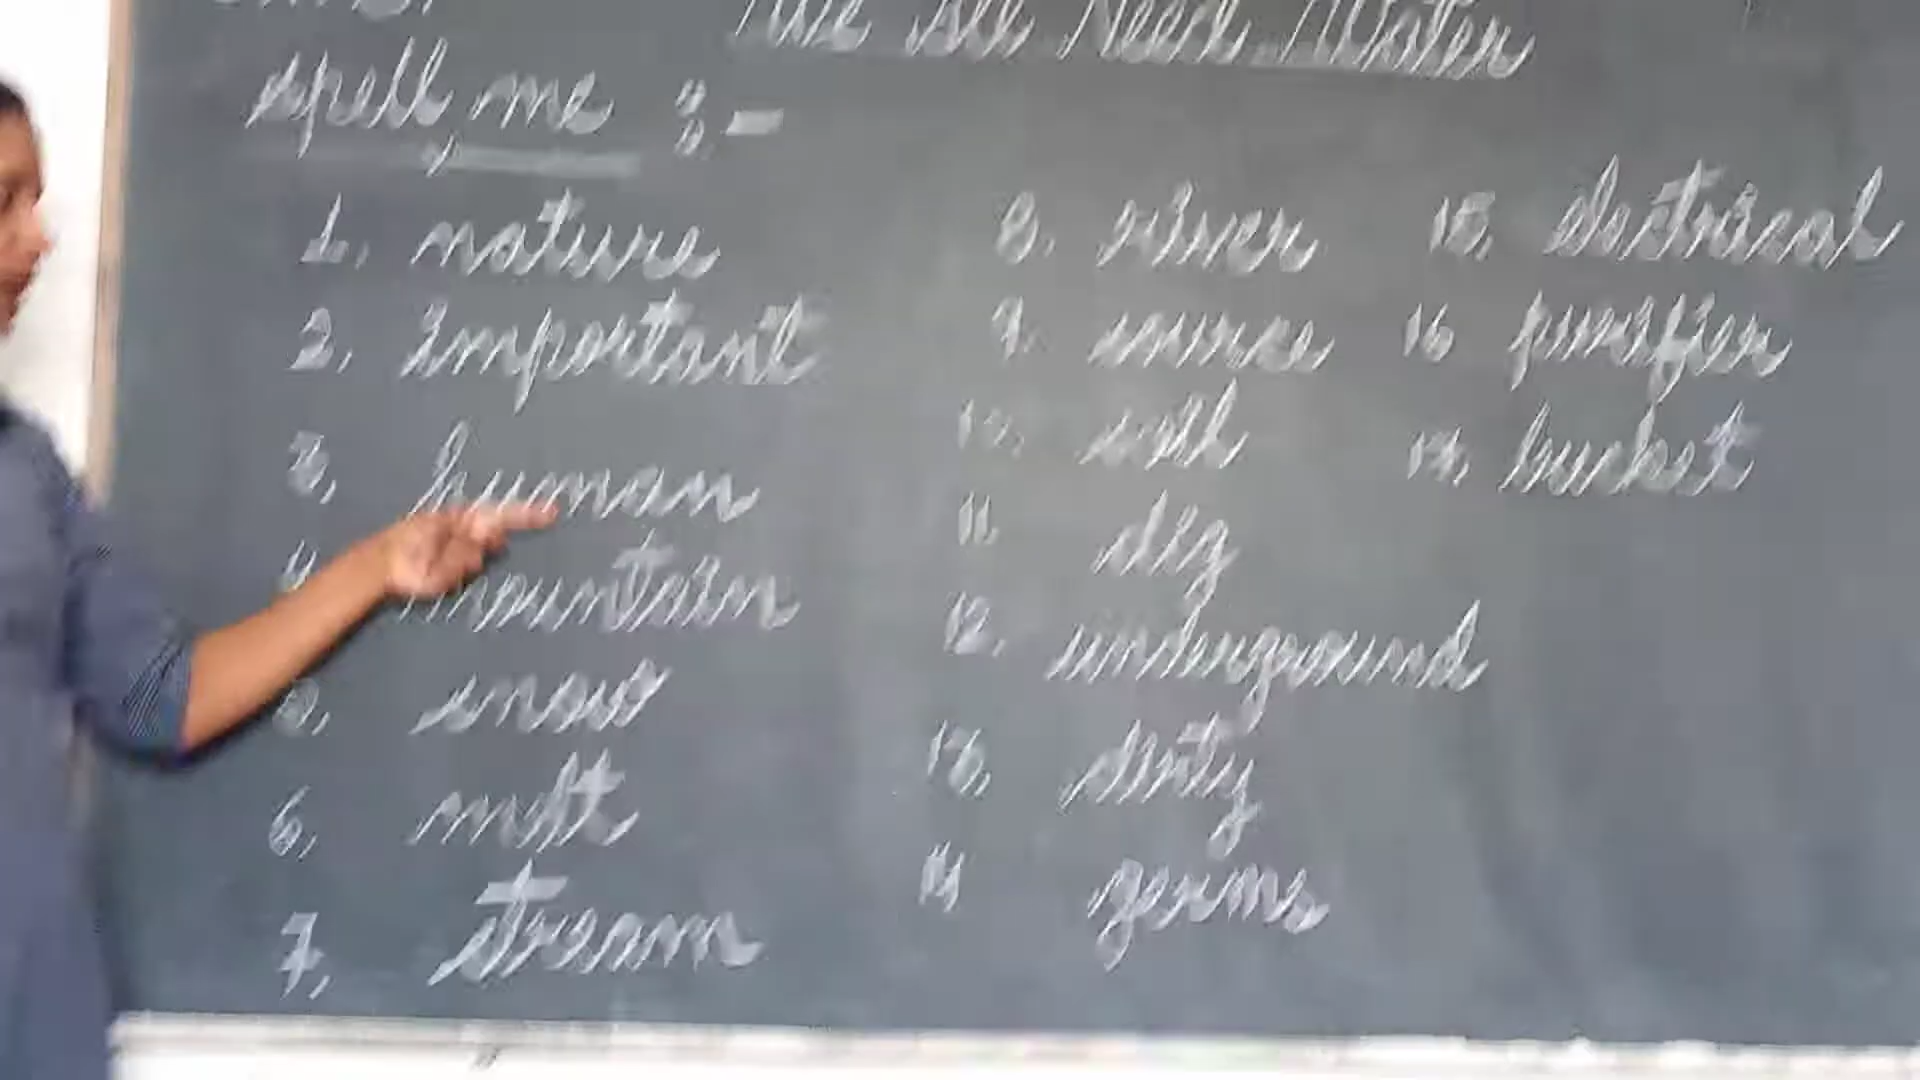 We All Need Water
spell me :-
1. nature
2. important
3. human
4. mountain
5. snow
6. melt
7. stream
8. river
9. source
10. well
11. dig
12. underground
13. dirty
14 germs
15. electrical
16 purifier
17. bucket